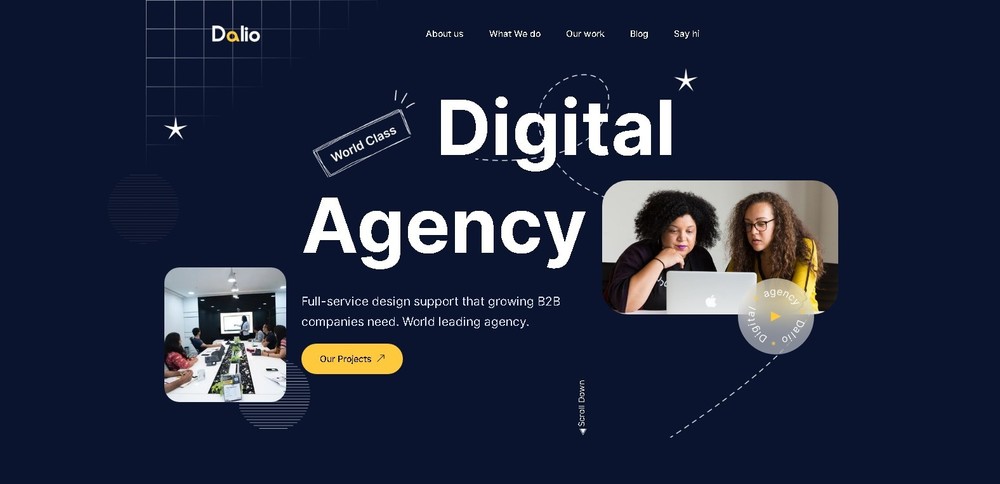 Dalio
About us
What We do
Our work
Blog
Say hi
World Class
Digital
Agency
Full-service design support that growing B2B
companies need. World leading agency.
Our Projects
Digital agency Dalio
Scroll Down